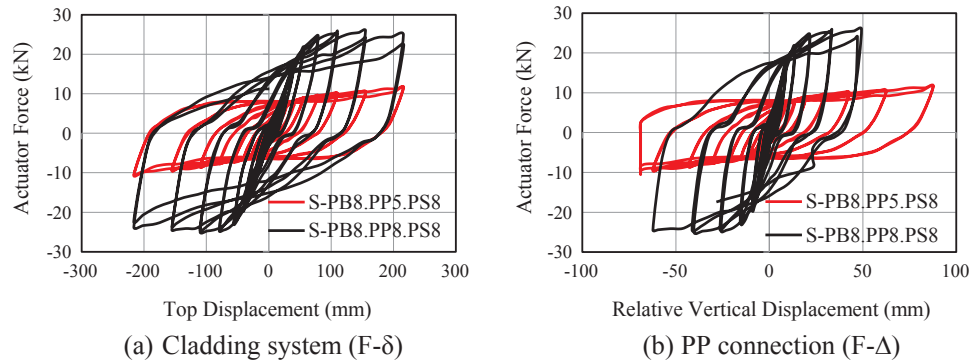 30
20
10
0
-10
-20
-30
Actuator Force (kN)
-300 -200 -100 0 100 200 300
Top Displacement (mm)
S-PB8.PP5.PS8
S-PB8.PP8.PS8
(a) Cladding system (F-δ)
30
20
10
0
-10
-20
-30
Actuator Force (kN)
-100 -50 0 50 100
Relative Vertical Displacement (mm)
S-PB8.PP5.PS8
S-PB8.PP8.PS8
(b) PP connection (F-Δ)